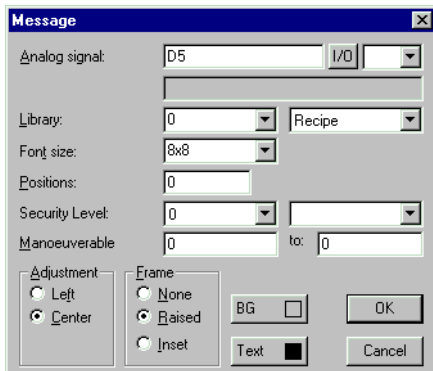 Message
Analog signal: D5 I/O
Library: 0 Recipe
Font size: 8x8
Positions: 0
Security Level: 0
Manoeuverable 0 to: 0
Adjustment Frame
Left None
Center Raised
Inset
BG OK
Text Cancel